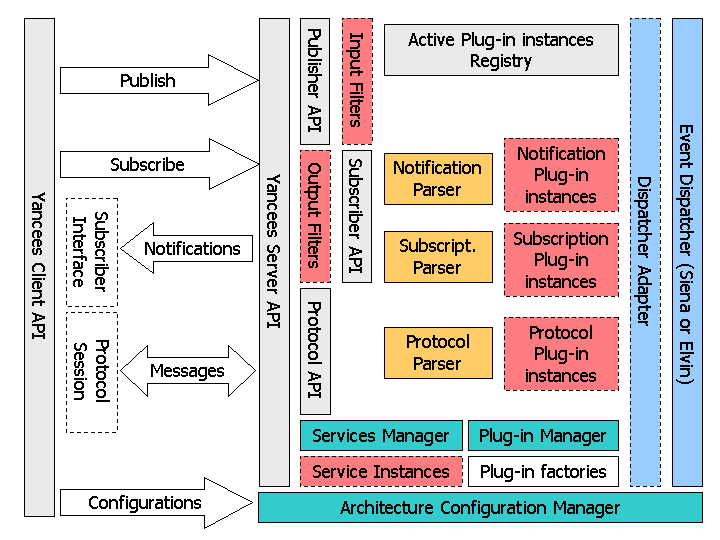 Yancees Client API
Publish
Subscribe
Subscriber
Interface
Notifications
Protocol
Session
Messages
Configurations
Yancees Server API
Publisher API
Input Filters
Output Filters
Subscriber API
Protocol API
Active Plug-in instances
Registry
Notification
Parser
Notification
Plug-in
instances
Subscript.
Parser
Subscription
Plug-in
instances
Protocol
Parser
Protocol
Plug-in
instances
Services Manager
Plug-in Manager
Service Instances
Plug-in factories
Architecture Configuration Manager
Dispatcher Adapter
Event Dispatcher (Siena or Elvin)